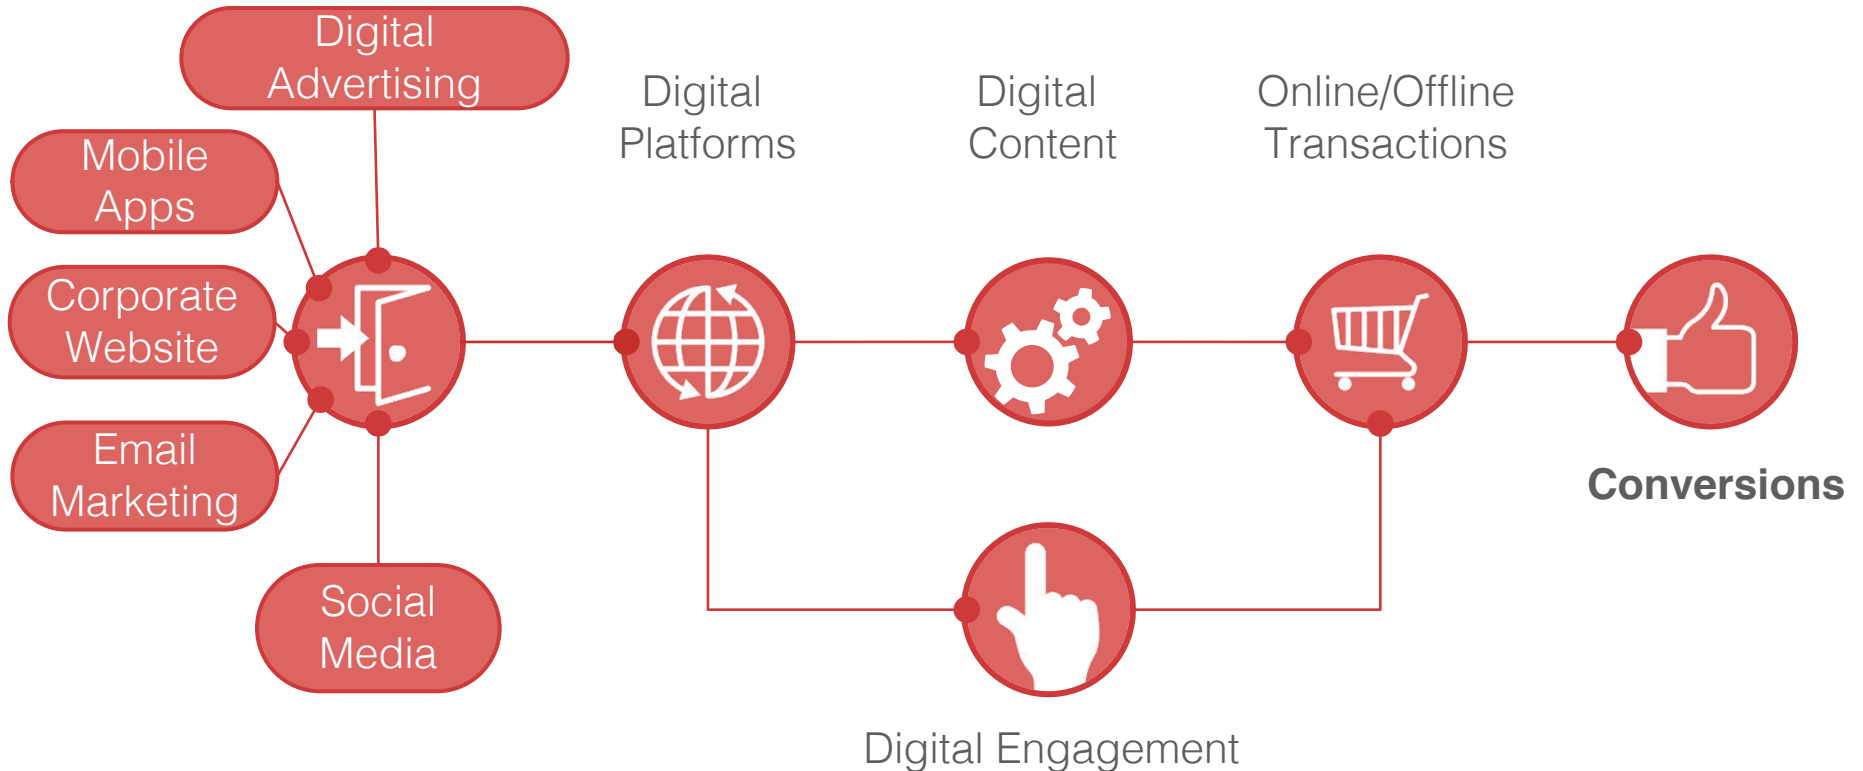 Digital
Advertising
Mobile
Apps
Corporate
Website
Email
Marketing
Social
Media
Digital
Platforms
Digital
Content
Online/Offline
Transactions
Conversions
Digital Engagement